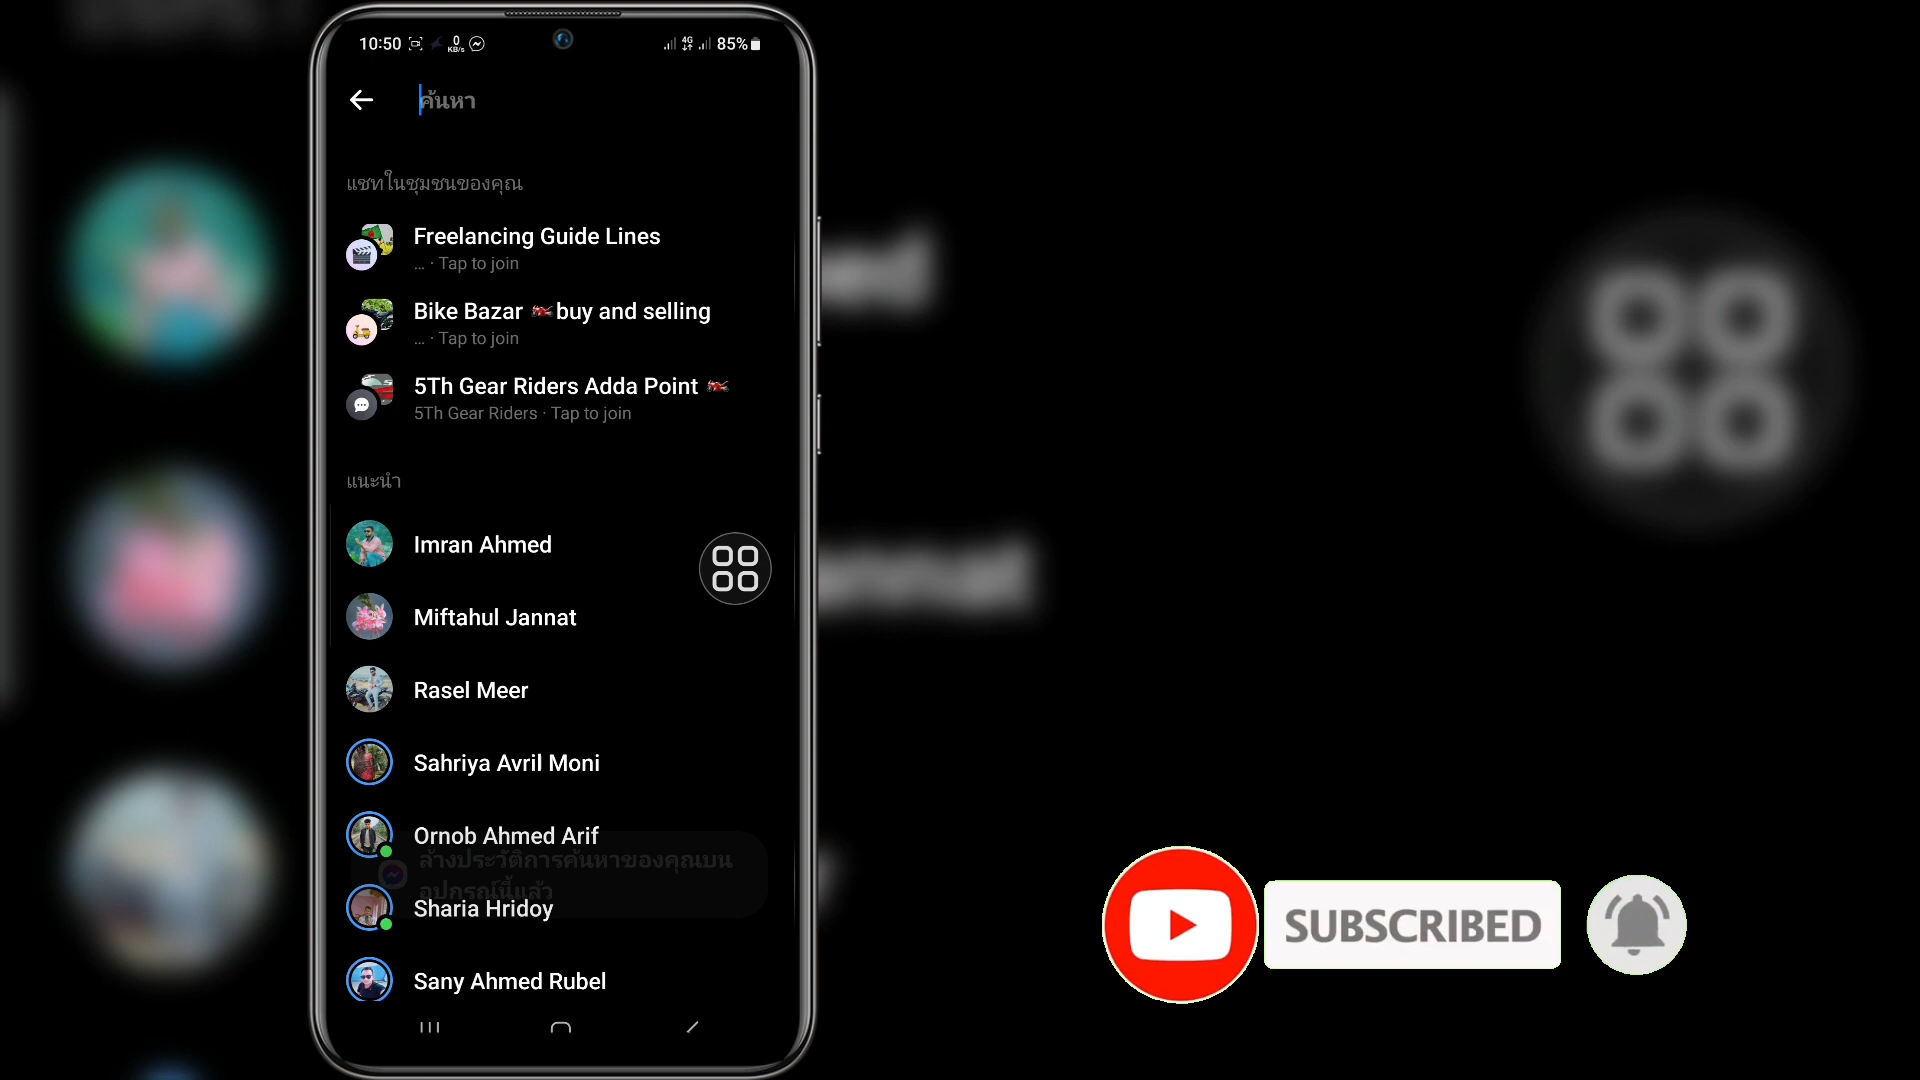 10:50
0
KB/s
4G
85%
ค้นหา
แชทในชุมชนของคุณ
Freelancing Guide Lines
... · Tap to join
Bike Bazar 🏍️buy and selling
... · Tap to join
5Th Gear Riders Adda Point 🏍️
5Th Gear Riders · Tap to join
แนะนำ
Imran Ahmed
Miftahul Jannat
Rasel Meer
Sahriya Avril Moni
Ornob Ahmed Arif
ล้างประวัติการค้นหาของคุณบน
อุปกรณ์นี้แล้ว
Sharia Hridoy
Sany Ahmed Rubel
SUBSCRIBED